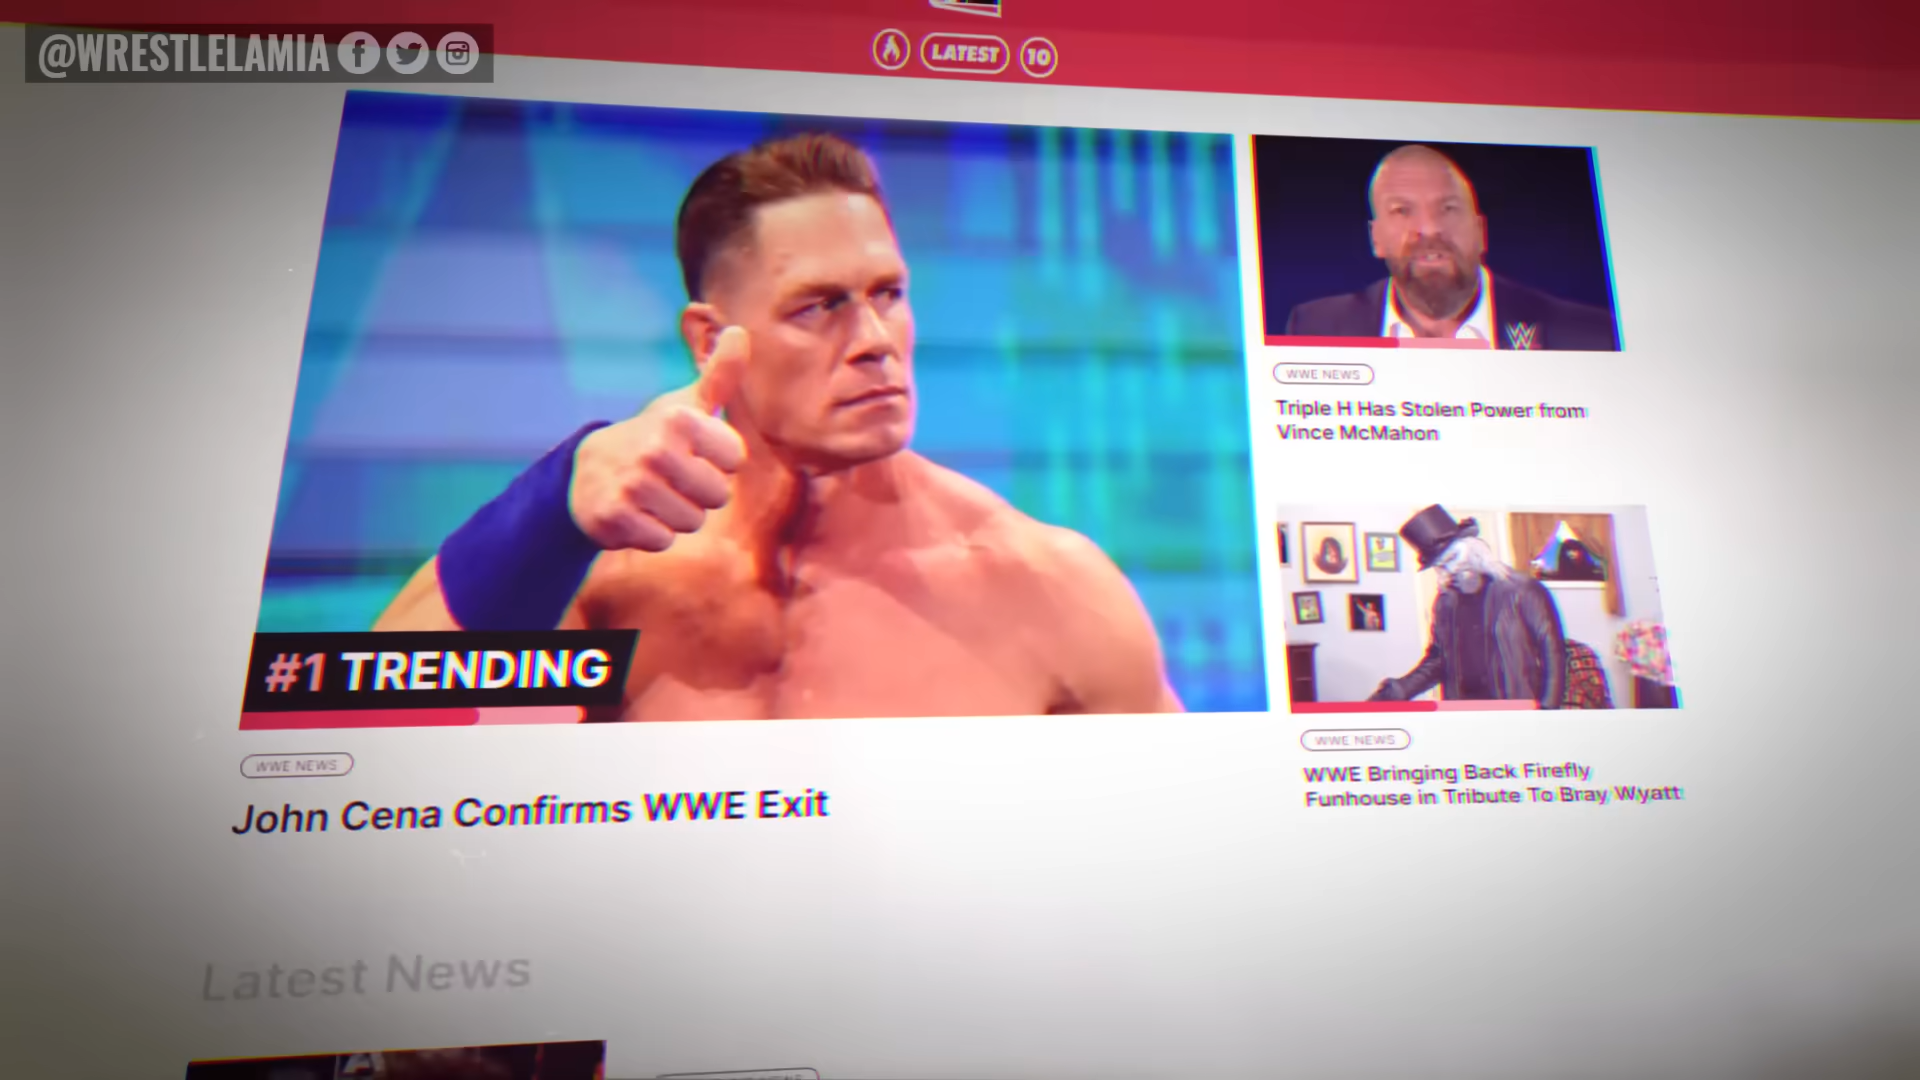 @WRESTLELAMIA
LATEST
10
#1 TRENDING
WWE NEWS
John Cena Confirms WWE Exit
WWE NEWS
Triple H Has Stolen Power from
Vince McMahon
WWE NEWS
WWE Bringing Back Firefly
Funhouse in Tribute To Bray Wyatt
Latest News